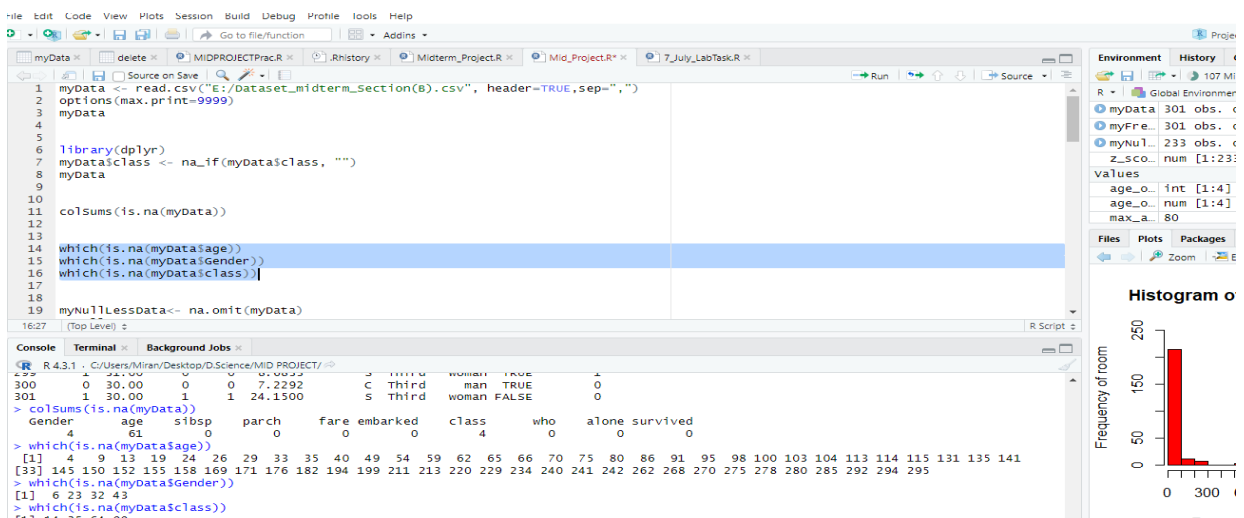 File Edit Code View Plots Session Build Debug Profile Tools Help
Go to file/function Addins
myData delete MIDPROJECTPrac.R .Rhistory Midterm_Project.R Mid_Project.R* 7_July_LabTask.R
Source on Save Run Source
1 myData <- read.csv("E:/Dataset_midterm_Section(B).csv", header=TRUE,sep=",")
2 options(max.print=9999)
3 myData
4
5
6 library(dplyr)
7 myData$class <- na_if(myData$class, "")
8 myData
9
10
11 colSums(is.na(myData))
12
13
14 which(is.na(myData$age))
15 which(is.na(myData$Gender))
16 which(is.na(myData$class))
17
18
19 myNullLessData<- na.omit(myData)
16:27 (Top Level) R Script
Console Terminal Background Jobs
R 4.3.1 · C:/Users/Miran/Desktop/D.Science/MID PROJECT/
300 0 30.00 0 0 7.2292 C Third man TRUE 0
301 1 30.00 1 1 24.1500 S Third woman FALSE 0
> colSums(is.na(myData))
Gender age sibsp parch fare embarked class who alone survived
4 61 0 0 0 0 4 0 0 0
> which(is.na(myData$age))
[1] 4 9 13 19 24 26 29 33 35 40 49 54 59 62 65 66 70 75 80 86 91 95 98 100 103 104 113 114 115 131 135 141
[33] 145 150 152 155 158 169 171 176 182 194 199 211 213 220 229 234 240 241 242 262 268 270 275 278 280 285 292 294 295
> which(is.na(myData$Gender))
[1] 6 23 32 43
> which(is.na(myData$class))
Projec
Environment History
107 Mi
R Global Environmen
myData 301 obs.
myFre… 301 obs.
myNul… 233 obs.
z_sco… num [1:233
Values
age_o… int [1:4]
age_o… num [1:4]
max_a… 80
Files Plots Packages
Zoom E
Histogram o
Frequency of room
250
150
50
0
0 300